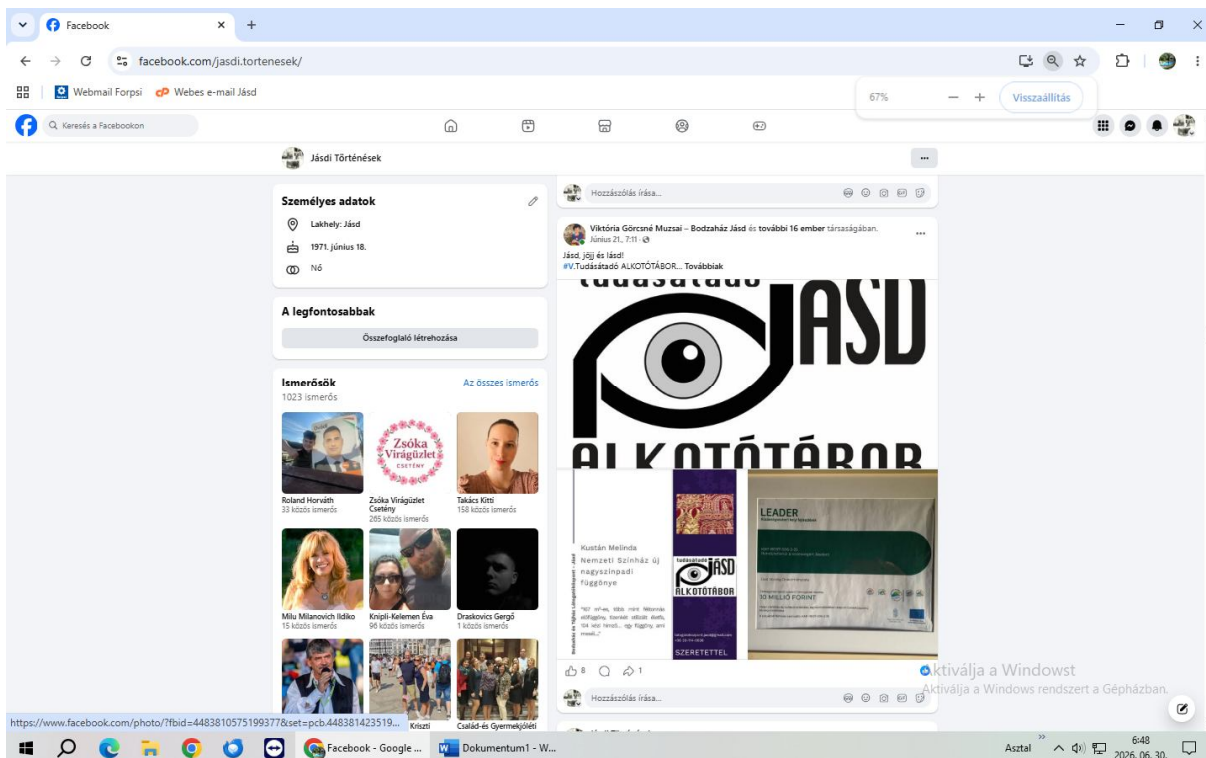 Facebook
facebook.com/jasdi.tortenesek/
Webmail Forpsi
Webes e-mail Jásd
67%
Visszaállítás
Keresés a Facebookon
Jásdi Történések
Személyes adatok
Lakhely: Jásd
1971. június 18.
Nő
A legfontosabbak
Összefoglaló létrehozása
Ismerősök
Az összes ismerős
1023 ismerős
Roland Horváth
33 közös ismerős
Zsóka
Virágüzlet
CSETÉNY
Zsóka Virágüzlet
Csetény
265 közös ismerős
Takács Kitti
158 közös ismerős
Milu Milanovich Ildiko
15 közös ismerős
Knipli-Kelemen Éva
96 közös ismerős
Draskovics Gergő
1 közös ismerős
Kriszti
Család-és Gyermekjóléti
Hozzászólás írása...
Viktória Görcsné Muzsai – Bodzaház Jásd és további 16 ember társaságában.
Június 21., 7:11
Jásd, jöjj és lásd!
#V.Tudásátadó ALKOTÓTÁBOR... Továbbiak
tudásátadó
JÁSD
ALKOTÓTÁBOR
Kustán Melinda
Nemzeti Színház új
nagyszínpadi
függönye
tudásátadó
JÁSD
ALKOTÓTÁBOR
SZERETETTEL
LEADER
10 MILLIÓ FORINT
8
1
Hozzászólás írása...
Aktiválja a Windowst
Aktiválja a Windows rendszert a Gépházban.
https://www.facebook.com/photo/?fbid=4483810575199377&set=pcb.448381423519...
Facebook - Google ...
Dokumentum1 - W...
Asztal
6:48
2026. 06. 30.